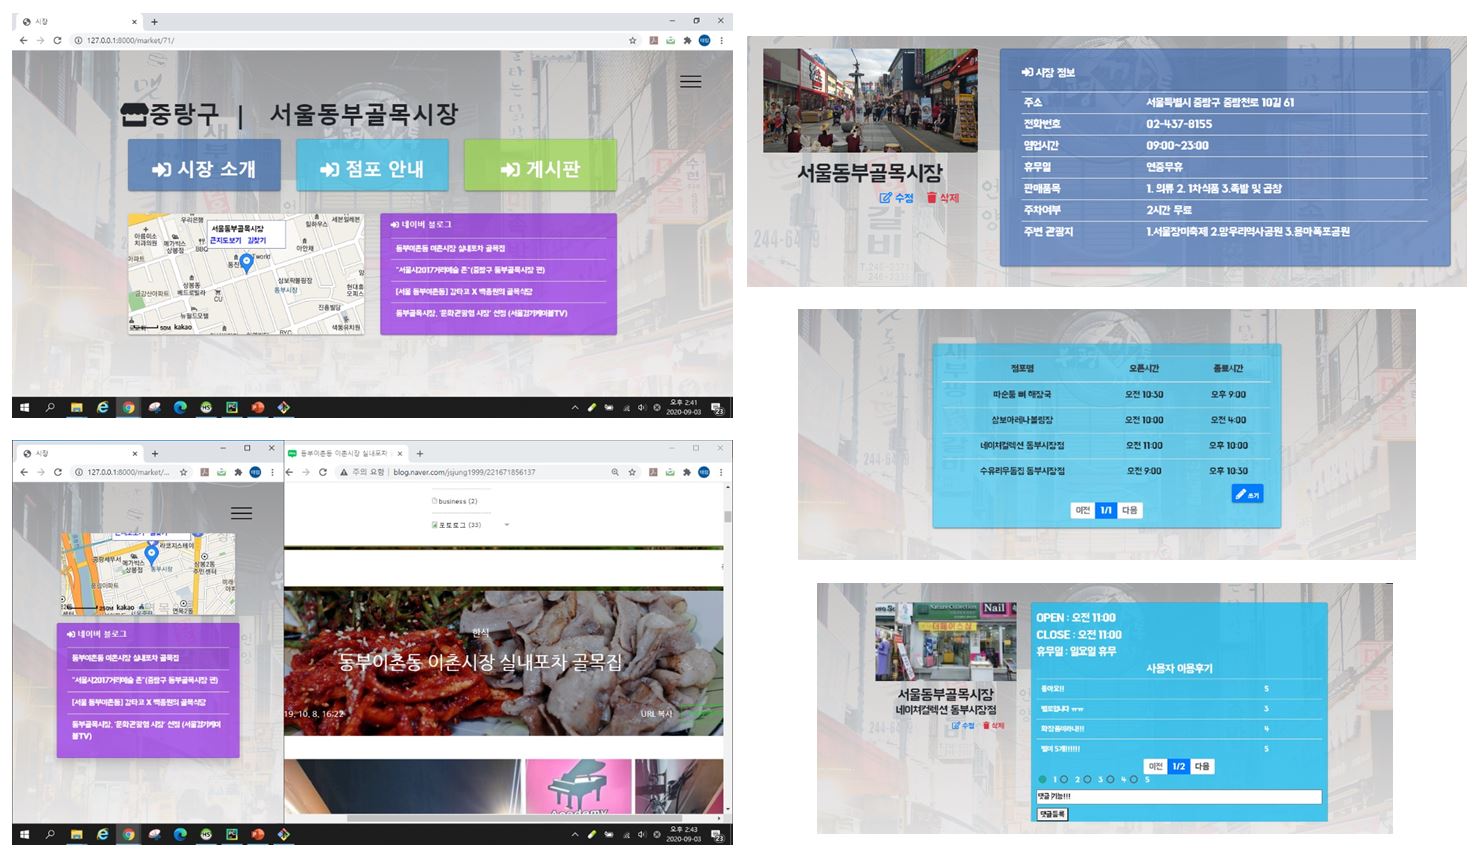 시장
127.0.0.1:8000/market/71/
중랑구 | 서울동부골목시장
시장 소개
점포 안내
게시판
서울동부골목시장
큰지도보기 길찾기
네이버 블로그
동부이촌동 이촌시장 실내포차 골목집
"서울시2017거리예술 존"(중랑구 동부골목시장 편)
[서울 동부이촌동] 감타고 X 백종원의 골목식당
동부골목시장, '문화관광형 시장' 선정 (서울경기케이블TV)
50m kakao
오후 2:41
2020-09-03
서울동부골목시장
수정 삭제
시장 정보
주소 서울특별시 중랑구 중랑천로 10길 61
전화번호 02-437-8155
영업시간 09:00~23:00
휴무일 연중무휴
판매품목 1. 의류 2. 1차식품 3.족발 및 곱창
주차여부 2시간 무료
주변 관광지 1.서울장미축제 2.망우리역사공원 3.용마폭포공원
점포명 오픈시간 종료시간
따순품 뼈 해장국 오전 10:30 오후 9:00
삼보아레나볼링장 오전 10:00 오전 4:00
네이처컬렉션 동부시장점 오전 11:00 오후 10:00
수유리우동집 동부시장점 오전 9:00 오후 10:30
쓰기
이전 1/1 다음
시장
127.0.0.1:8000/market/...
250m kakao
네이버 블로그
동부이촌동 이촌시장 실내포차 골목집
"서울시2017거리예술 존"(중랑구 동부골목시장 편)
[서울 동부이촌동] 감타고 X 백종원의 골목식당
동부골목시장, '문화관광형 시장' 선정 (서울경기케이
블TV)
동부이촌동 이촌시장 실내포차
주의 요함 | blog.naver.com/jsjung1999/221671856137
business (2)
포토로그 (33)
한식
동부이촌동 이촌시장 실내포차 골목집
19. 10. 8. 16:22
URL 복사
Academy
오후 2:43
2020-09-03
Nature Collection Nail
더페이스샵
서울동부골목시장
네이처컬렉션 동부시장점
수정 삭제
OPEN : 오전 11:00
CLOSE : 오전 11:00
휴무일 : 일요일 휴무
사용자 이용후기
좋아요!! 5
별로입니다 ㅠㅠ 3
화장품이라니!!! 4
별이 5개!!!!!! 5
이전 1/2 다음
1 2 3 4 5
댓글 기능!!!
댓글등록